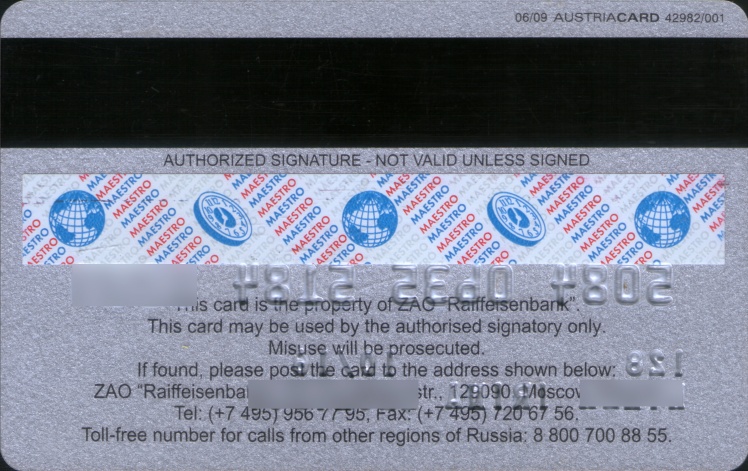 06/09 AUSTRIACARD 42982/001
AUTHORIZED SIGNATURE - NOT VALID UNLESS SIGNED
MAESTRO MAESTRO MAESTRO MAESTRO MAESTRO
This card is the property of ZAO "Raiffeisenbank".
This card may be used by the authorised signatory only.
Misuse will be prosecuted.
If found, please post the card to the address shown below:
ZAO "Raiffeisenba str., 129090, Moscow
Tel: (+7 495) 956 77 95, Fax: (+7 495) 720 67 56.
Toll-free number for calls from other regions of Russia: 8 800 700 88 55.